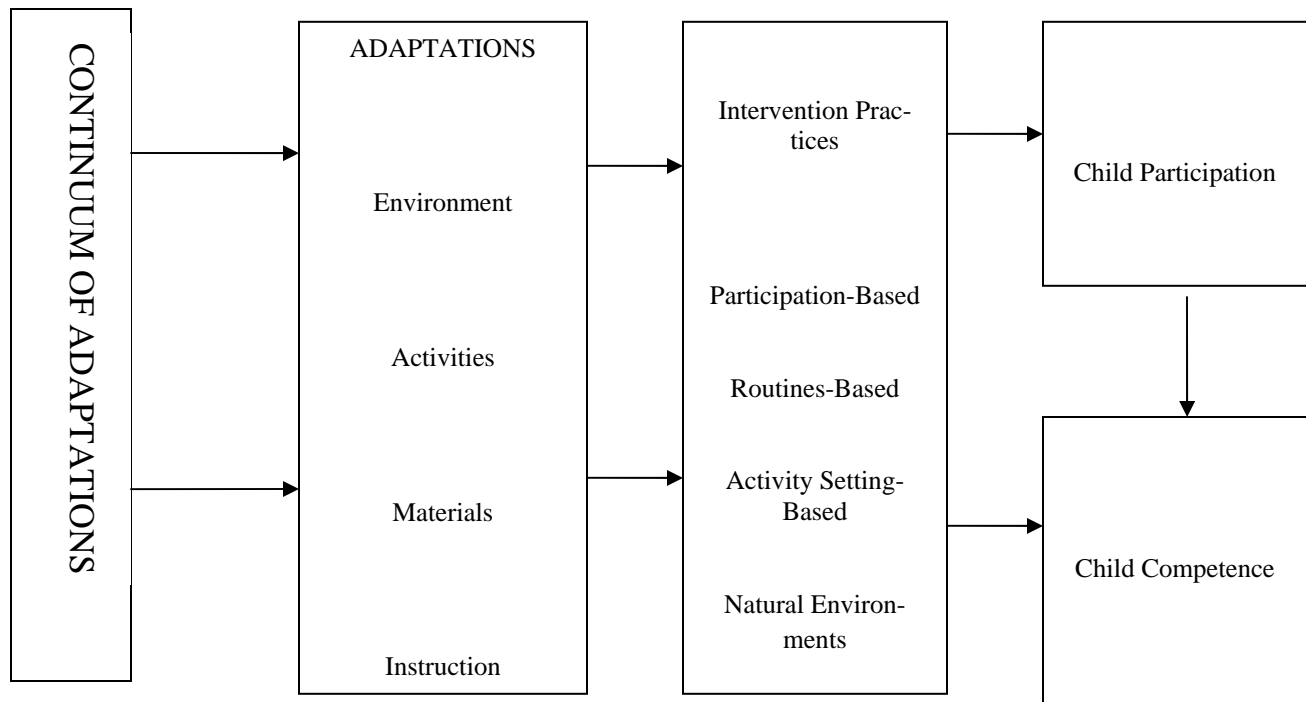 CONTINUUM OF ADAPTATIONS
ADAPTATIONS
Environment
Activities
Materials
Instruction
Intervention Prac-
tices
Participation-Based
Routines-Based
Activity Setting-
Based
Natural Environ-
ments
Child Participation
Child Competence